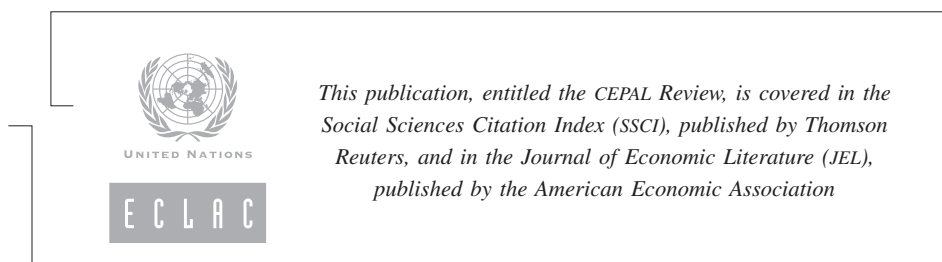 This publication, entitled the CEPAL Review, is covered in the
Social Sciences Citation Index (SSCI), published by Thomson
Reuters, and in the Journal of Economic Literature (JEL),
published by the American Economic Association
UNITED NATIONS
ECLAC